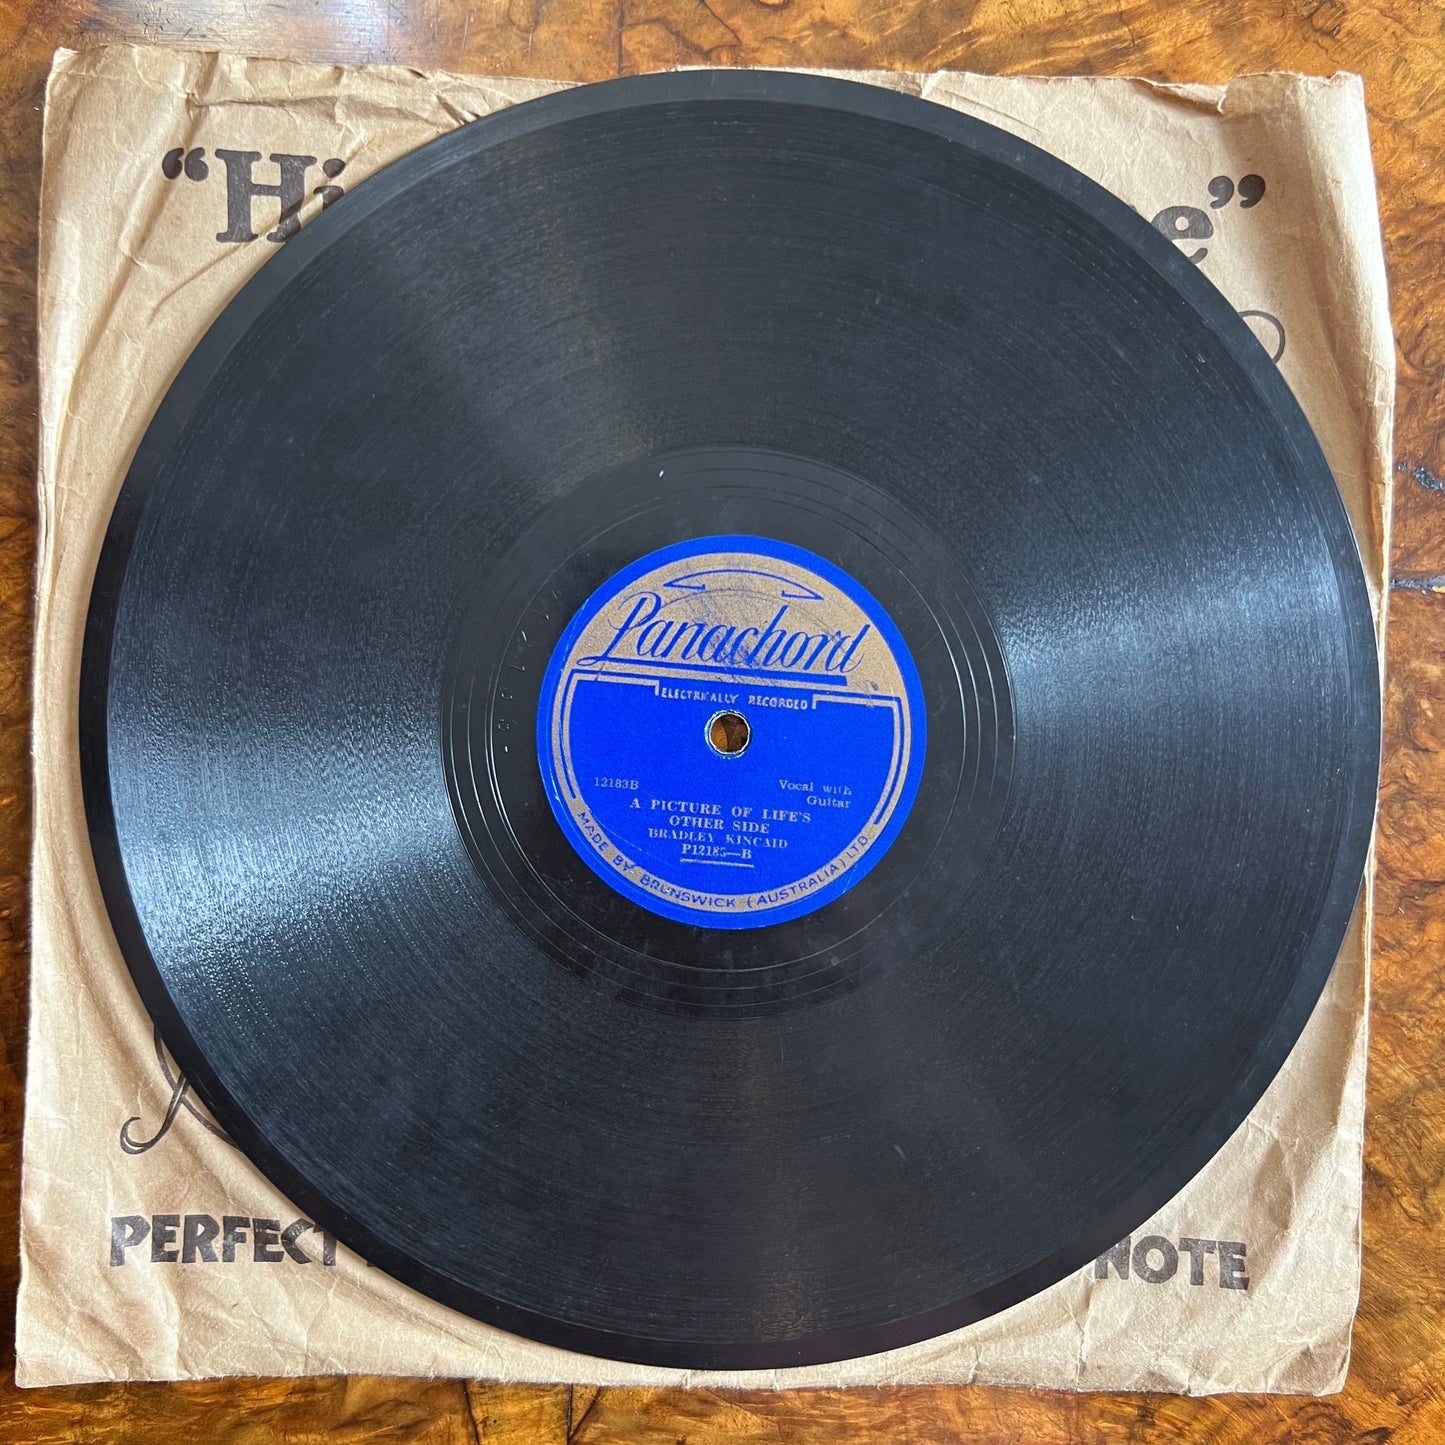 "Hi
e"
Panachord
ELECTRICALLY RECORDED
12183B
Vocal with
Guitar
A PICTURE OF LIFE'S
OTHER SIDE
BRADLEY KINCAID
P12183—B
MADE BY BRUNSWICK (AUSTRALIA) LTD.
PERFECT
NOTE